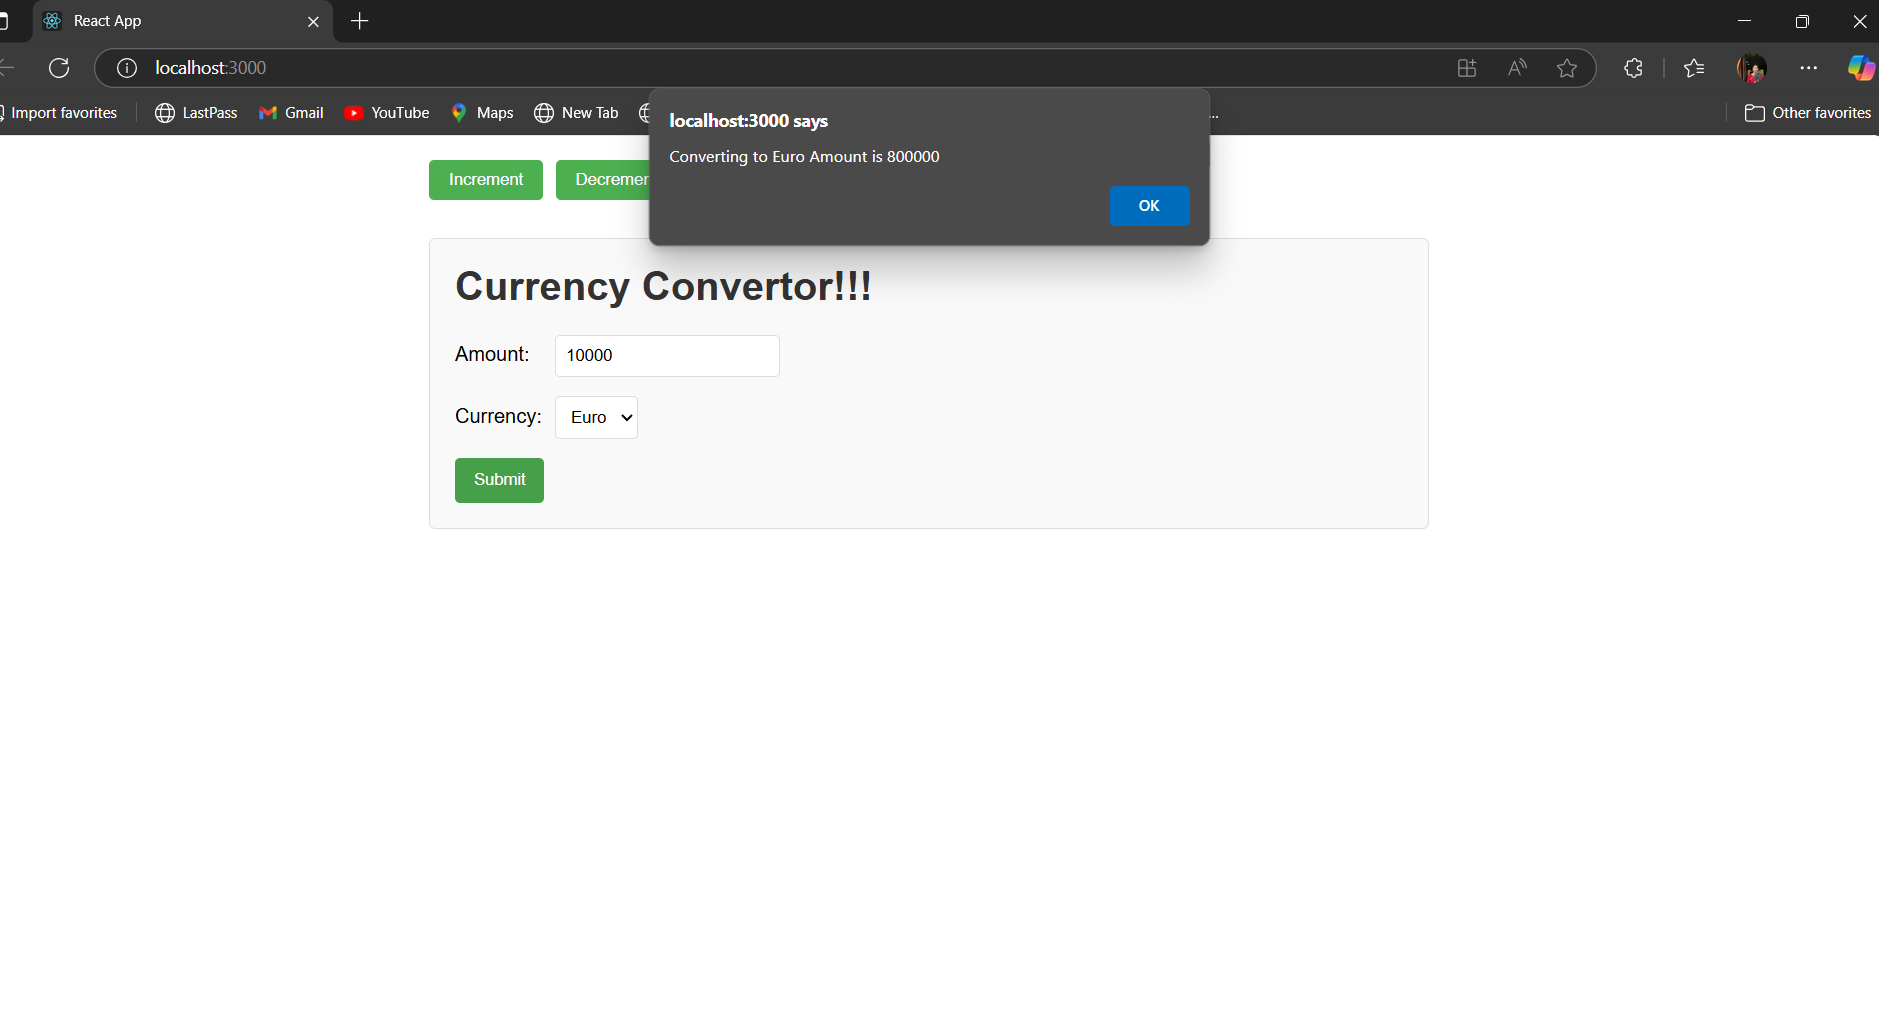 React App
localhost:3000
Import favorites
LastPass
Gmail
YouTube
Maps
New Tab
...
Other favorites
localhost:3000 says
Converting to Euro Amount is 800000
OK
Increment
Decremen
Currency Convertor!!!
Amount:
10000
Currency:
Euro
Submit